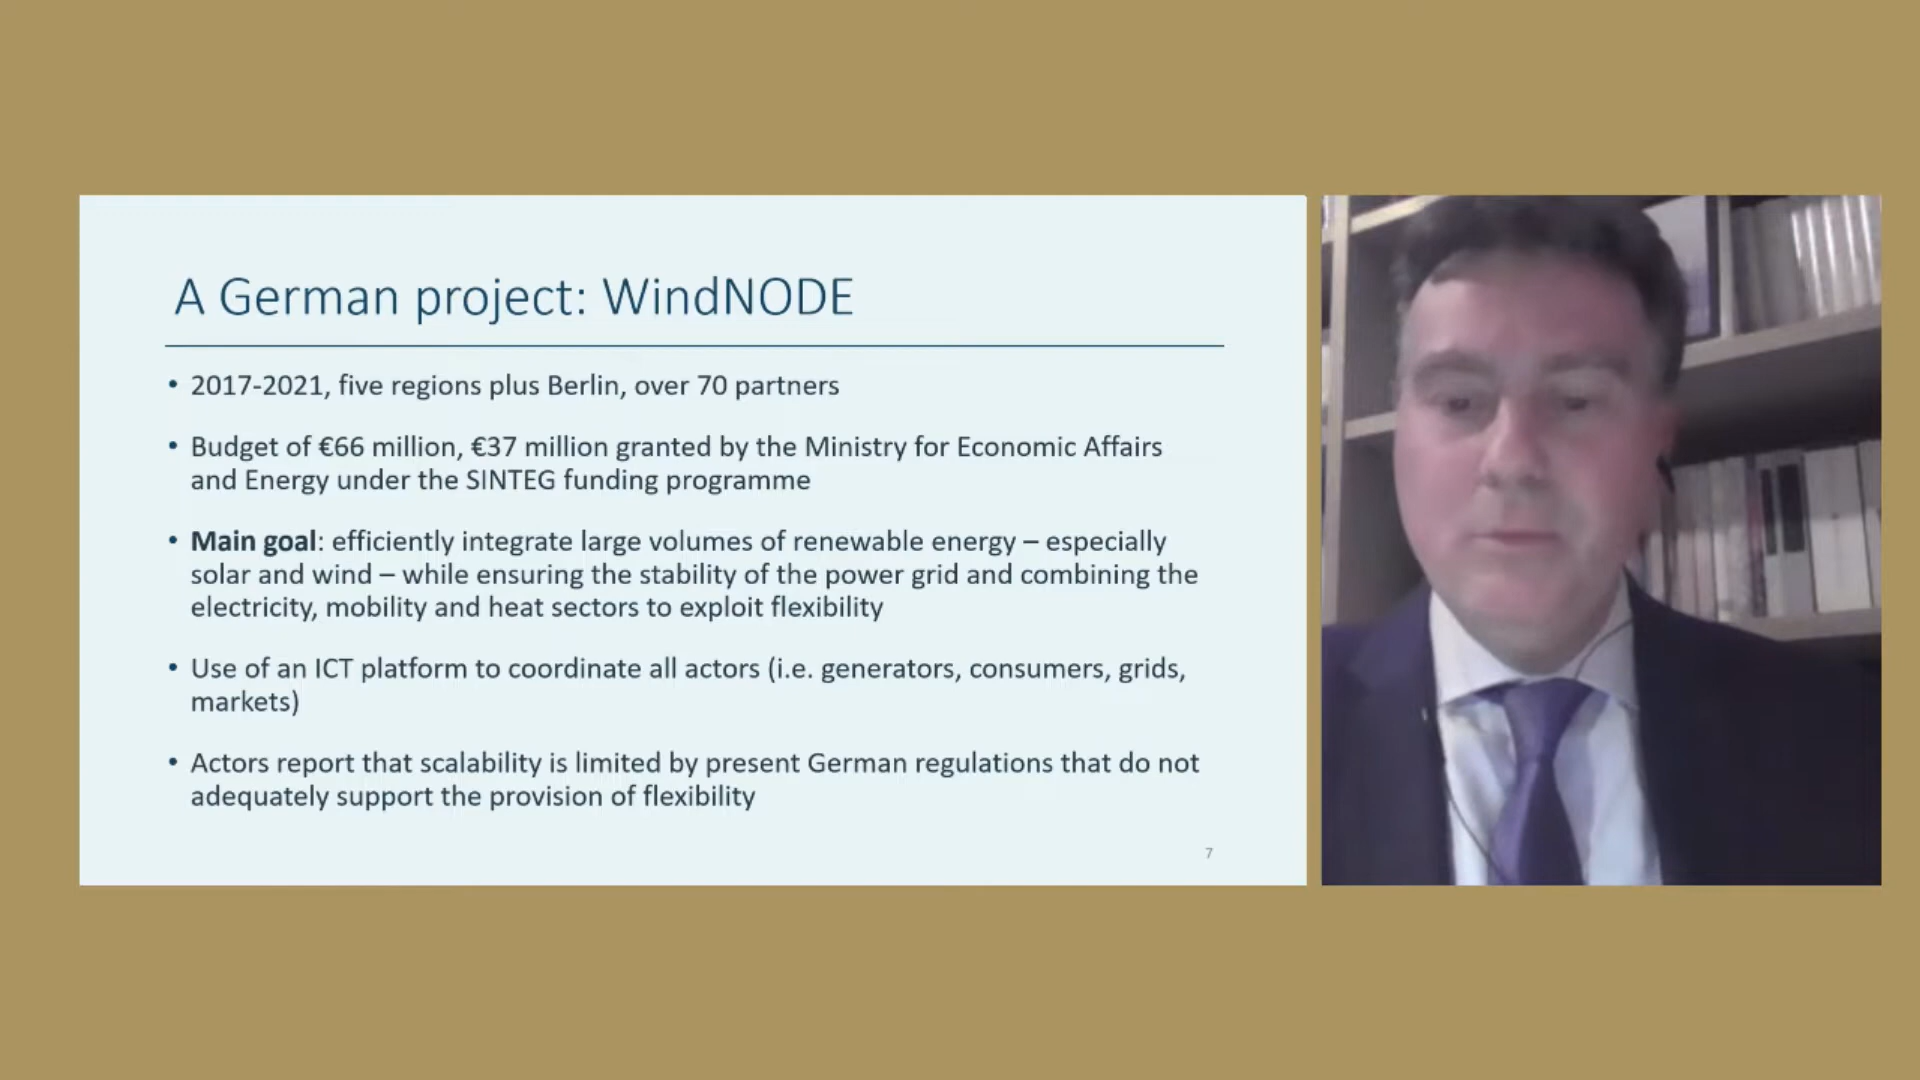 A German project: WindNODE
• 2017-2021, five regions plus Berlin, over 70 partners
• Budget of €66 million, €37 million granted by the Ministry for Economic Affairs
and Energy under the SINTEG funding programme
• Main goal: efficiently integrate large volumes of renewable energy – especially
solar and wind – while ensuring the stability of the power grid and combining the
electricity, mobility and heat sectors to exploit flexibility
• Use of an ICT platform to coordinate all actors (i.e. generators, consumers, grids,
markets)
• Actors report that scalability is limited by present German regulations that do not
adequately support the provision of flexibility
7